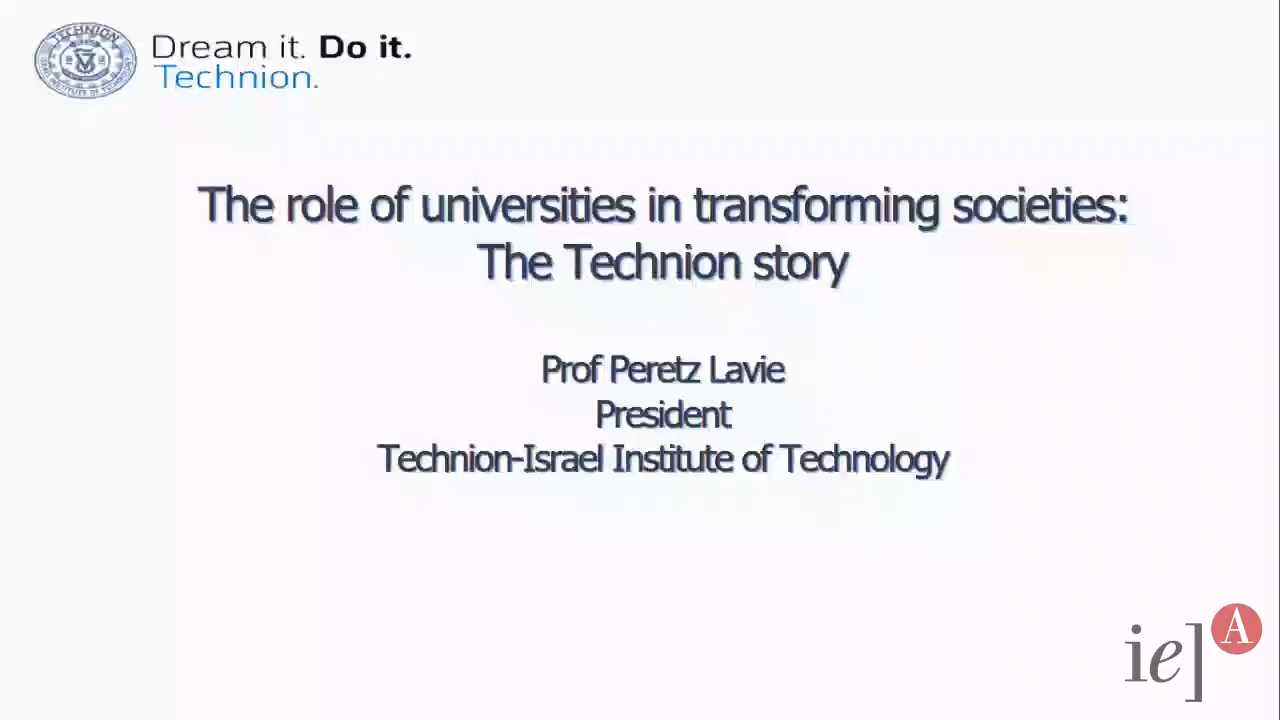 TECHNION
Dream it. Do it.
Technion.
The role of universities in transforming societies:
The Technion story
Prof Peretz Lavie
President
Technion-Israel Institute of Technology
ie] A